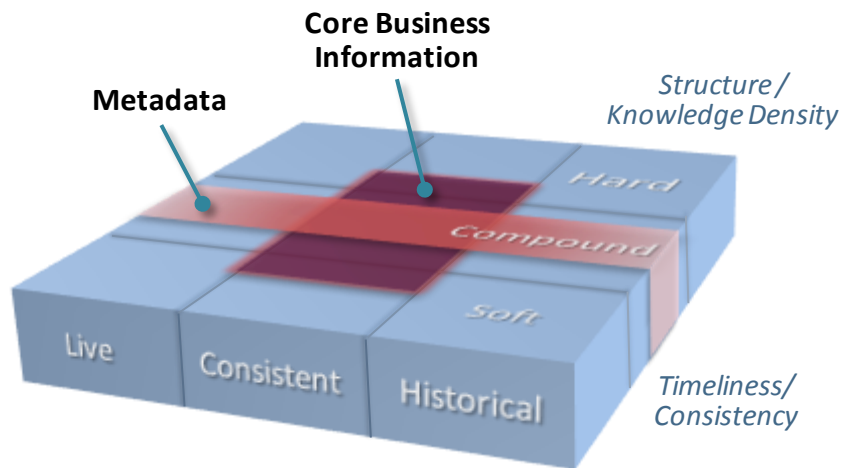 Core Business
Information
Metadata
Structure /
Knowledge Density
Hard
Compound
Soft
Live
Consistent
Historical
Timeliness/
Consistency